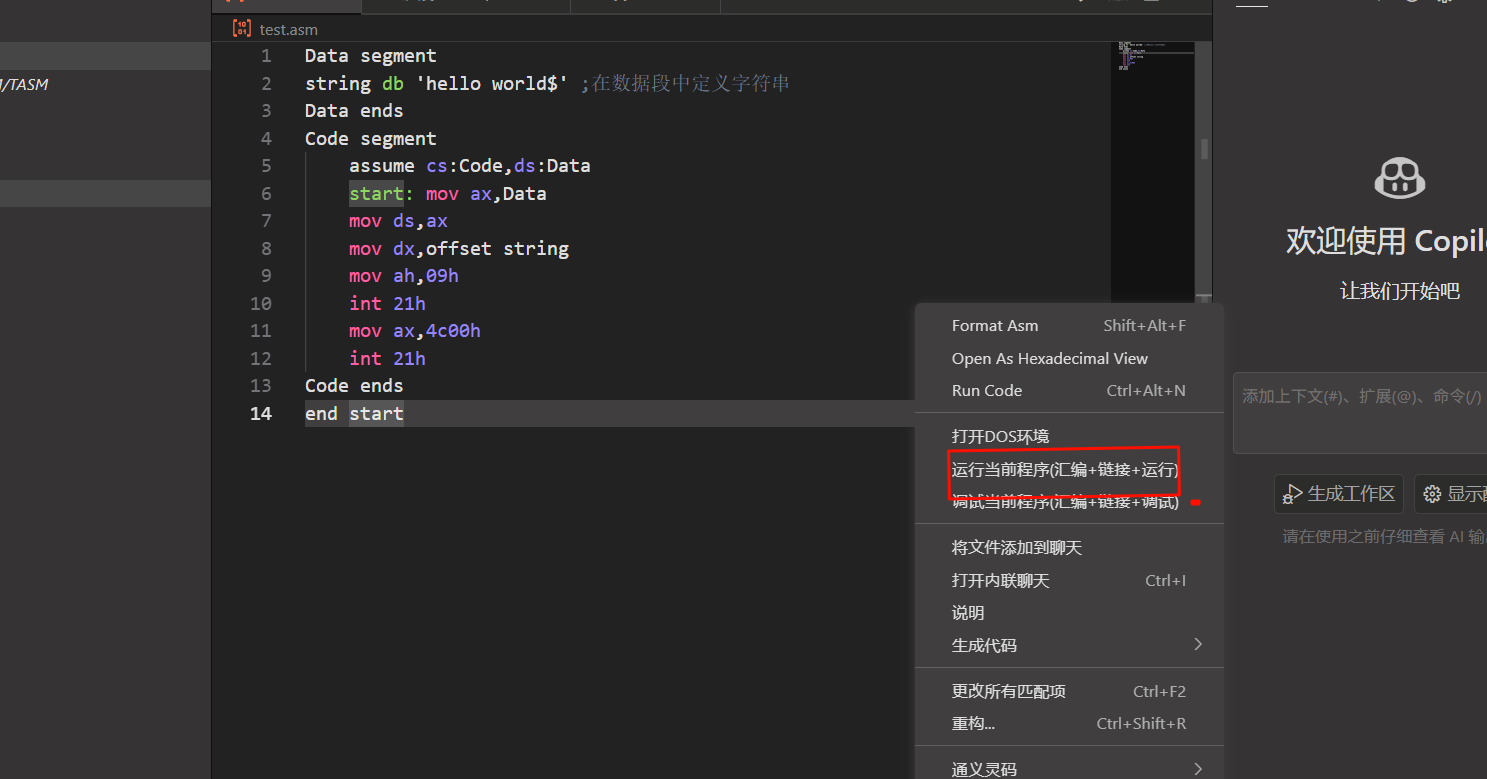 /TASM
test.asm
1 Data segment
2 string db 'hello world$' ;在数据段中定义字符串
3 Data ends
4 Code segment
5 assume cs:Code,ds:Data
6 start: mov ax,Data
7 mov ds,ax
8 mov dx,offset string
9 mov ah,09h
10 int 21h
11 mov ax,4c00h
12 int 21h
13 Code ends
14 end start
Format Asm Shift+Alt+F
Open As Hexadecimal View
Run Code Ctrl+Alt+N
打开DOS环境
运行当前程序(汇编+链接+运行)
调试当前程序(汇编+链接+调试)
将文件添加到聊天
打开内联聊天 Ctrl+I
说明
生成代码
更改所有匹配项 Ctrl+F2
重构... Ctrl+Shift+R
通义灵码
欢迎使用 Copil
让我们开始吧
添加上下文(#)、扩展(@)、命令(/)
生成工作区
显示
请在使用之前仔细查看 AI 输